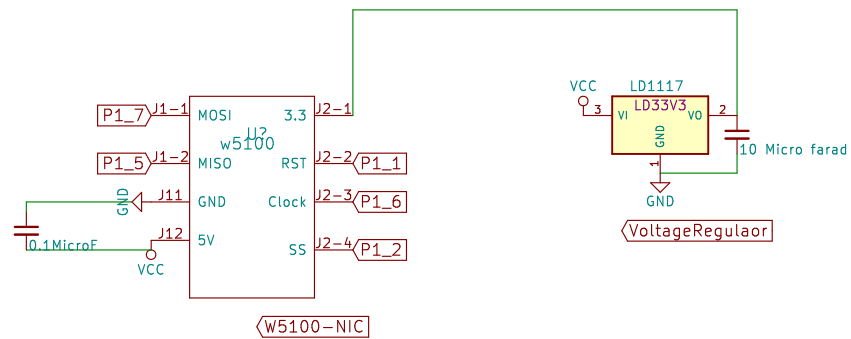 VCC
LD1117
LD33V3
3
VI
VO
2
GND
1
10 Micro farad
GND
VoltageRegulaor
P1_7
J1-1
MOSI
3.3
J2-1
U?
w5100
P1_5
J1-2
MISO
RST
J2-2
P1_1
GND
J11
GND
Clock
J2-3
P1_6
0.1MicroF
J12
5V
SS
J2-4
P1_2
VCC
W5100-NIC